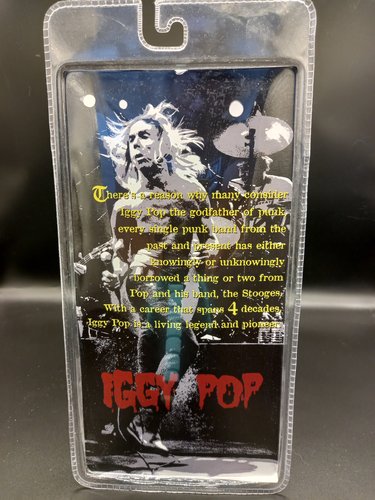 There's a reason why many consider
Iggy Pop the godfather of punk,
every single punk band from the
past and present has either
knowingly or unknowingly
borrowed a thing or two from
Pop and his band, the Stooges.
With a career that spans 4 decades,
Iggy Pop is a living legend and pioneer.
IGGY POP